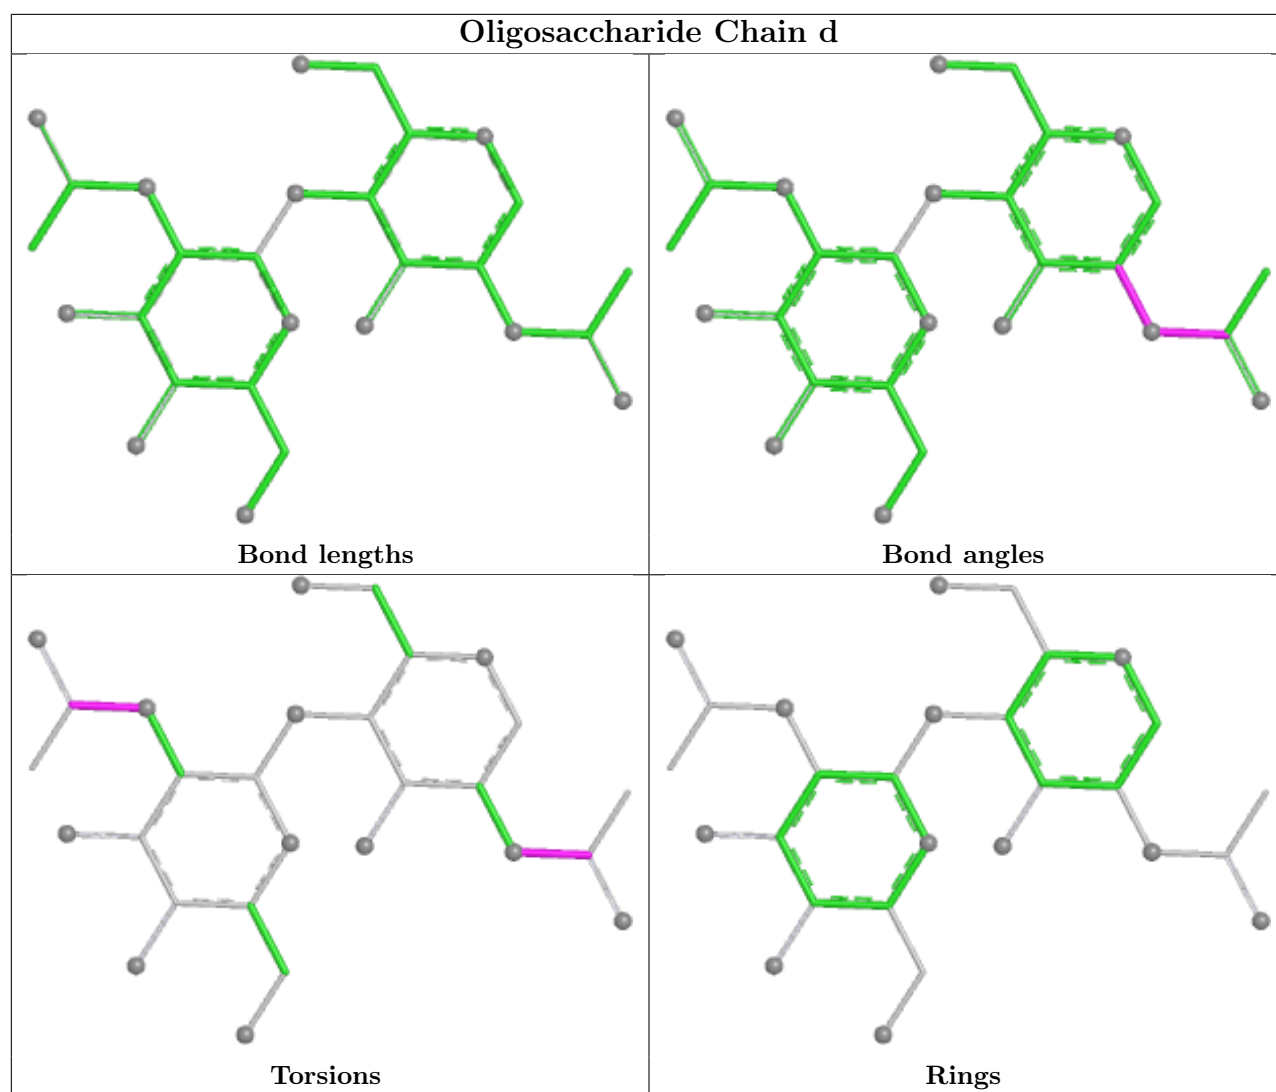 Oligosaccharide Chain d
Bond lengths
Bond angles
Torsions
Rings